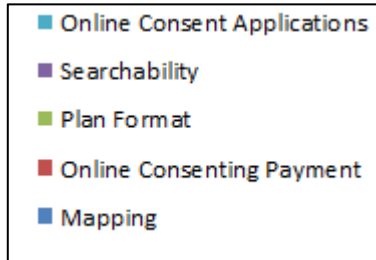 Online Consent Applications
Searchability
Plan Format
Online Consenting Payment
Mapping